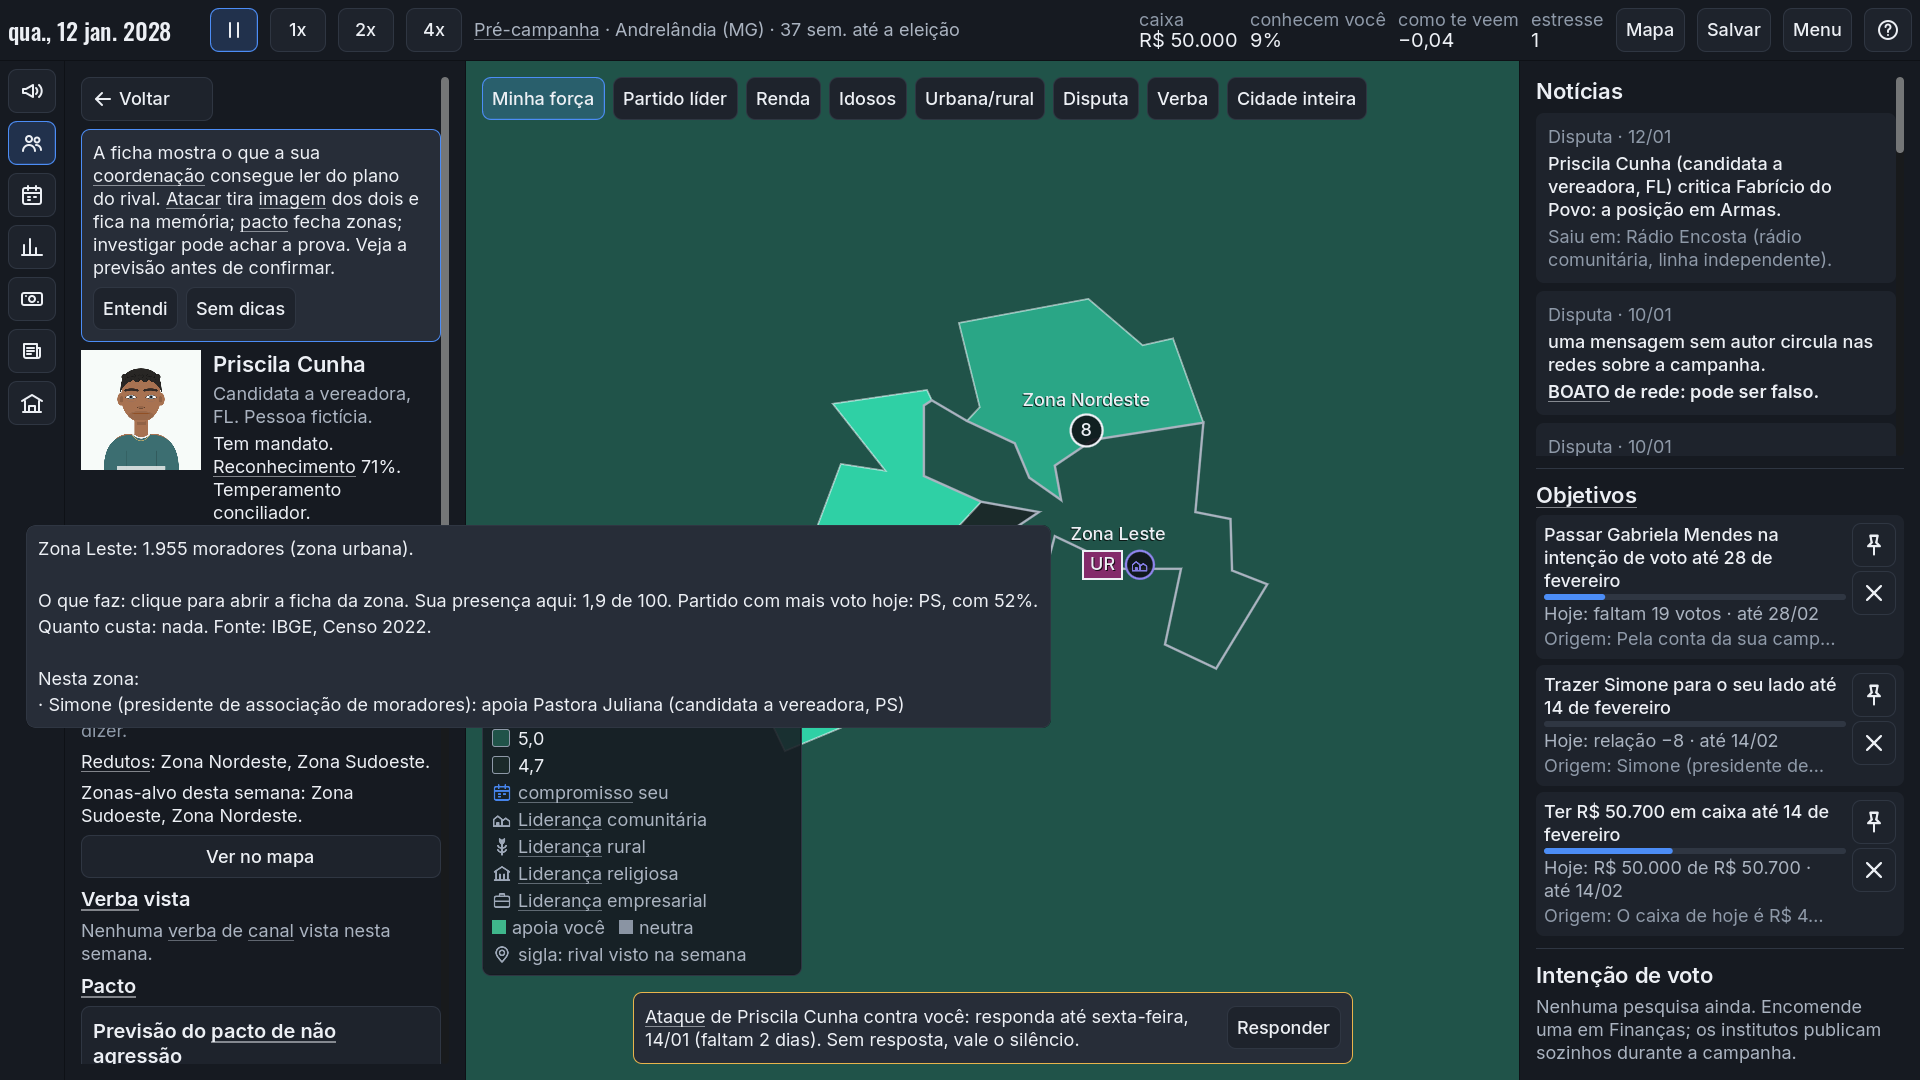 qua., 12 jan. 2028
1x
2x
4x
Pré-campanha · Andrelândia (MG) · 37 sem. até a eleição
caixa
R$ 50.000
conhecem você
9%
como te veem
−0,04
estresse
1
Mapa
Salvar
Menu
Voltar
A ficha mostra o que a sua
coordenação consegue ler do plano
do rival. Atacar tira imagem dos dois e
fica na memória; pacto fecha zonas;
investigar pode achar a prova. Veja a
previsão antes de confirmar.
Entendi
Sem dicas
Priscila Cunha
Candidata a vereadora,
FL. Pessoa fictícia.
Tem mandato.
Reconhecimento 71%.
Temperamento
conciliador.
Minha força
Partido líder
Renda
Idosos
Urbana/rural
Disputa
Verba
Cidade inteira
Zona Nordeste
8
Zona Leste
UR
Zona Leste: 1.955 moradores (zona urbana).
O que faz: clique para abrir a ficha da zona. Sua presença aqui: 1,9 de 100. Partido com mais voto hoje: PS, com 52%.
Quanto custa: nada. Fonte: IBGE, Censo 2022.
Nesta zona:
· Simone (presidente de associação de moradores): apoia Pastora Juliana (candidata a vereadora, PS)
dizer.
Redutos: Zona Nordeste, Zona Sudoeste.
Zonas-alvo desta semana: Zona
Sudoeste, Zona Nordeste.
Ver no mapa
Verba vista
Nenhuma verba de canal vista nesta
semana.
Pacto
Previsão do pacto de não
agressão
5,0
4,7
compromisso seu
Liderança comunitária
Liderança rural
Liderança religiosa
Liderança empresarial
apoia você
neutra
sigla: rival visto na semana
Ataque de Priscila Cunha contra você: responda até sexta-feira,
14/01 (faltam 2 dias). Sem resposta, vale o silêncio.
Responder
Notícias
Disputa · 12/01
Priscila Cunha (candidata a
vereadora, FL) critica Fabrício do
Povo: a posição em Armas.
Saiu em: Rádio Encosta (rádio
comunitária, linha independente).
Disputa · 10/01
uma mensagem sem autor circula nas
redes sobre a campanha.
BOATO de rede: pode ser falso.
Disputa · 10/01
Objetivos
Passar Gabriela Mendes na
intenção de voto até 28 de
fevereiro
Hoje: faltam 19 votos · até 28/02
Origem: Pela conta da sua camp...
Trazer Simone para o seu lado até
14 de fevereiro
Hoje: relação −8 · até 14/02
Origem: Simone (presidente de...
Ter R$ 50.700 em caixa até 14 de
fevereiro
Hoje: R$ 50.000 de R$ 50.700 ·
até 14/02
Origem: O caixa de hoje é R$ 4...
Intenção de voto
Nenhuma pesquisa ainda. Encomende
uma em Finanças; os institutos publicam
sozinhos durante a campanha.